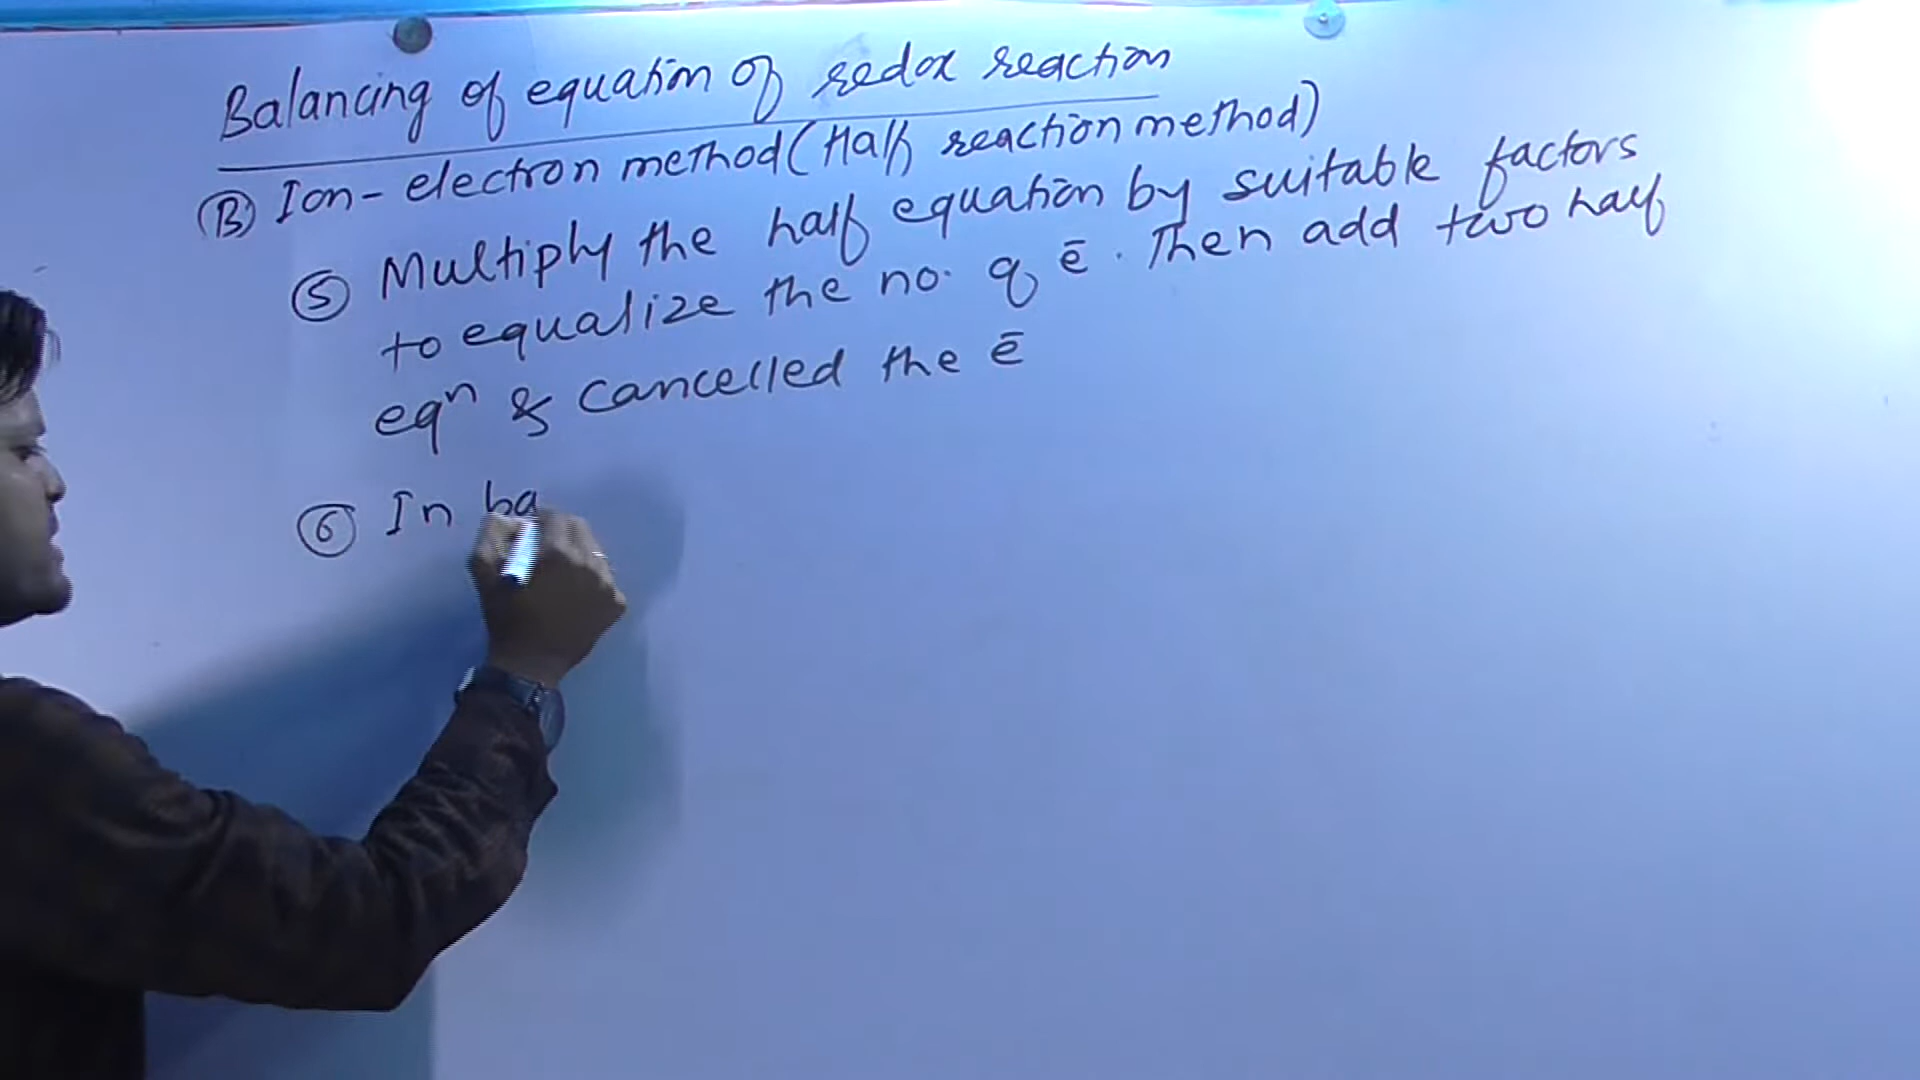 Balancing of equation of redox reaction
(B) Ion-electron method (Half reaction method)
(5) Multiply the half equation by suitable factors
to equalize the no. of ē. Then add two half
eqⁿ & cancelled the ē
(6) In ba